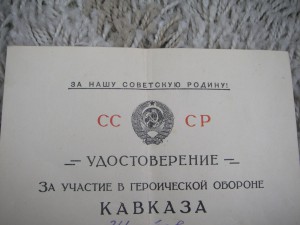 ЗА НАШУ СОВЕТСКУЮ РОДИНУ!
СС СР
УДОСТОВЕРЕНИЕ
ЗА УЧАСТИЕ В ГЕРОИЧЕСКОЙ ОБОРОНЕ
КАВКАЗА